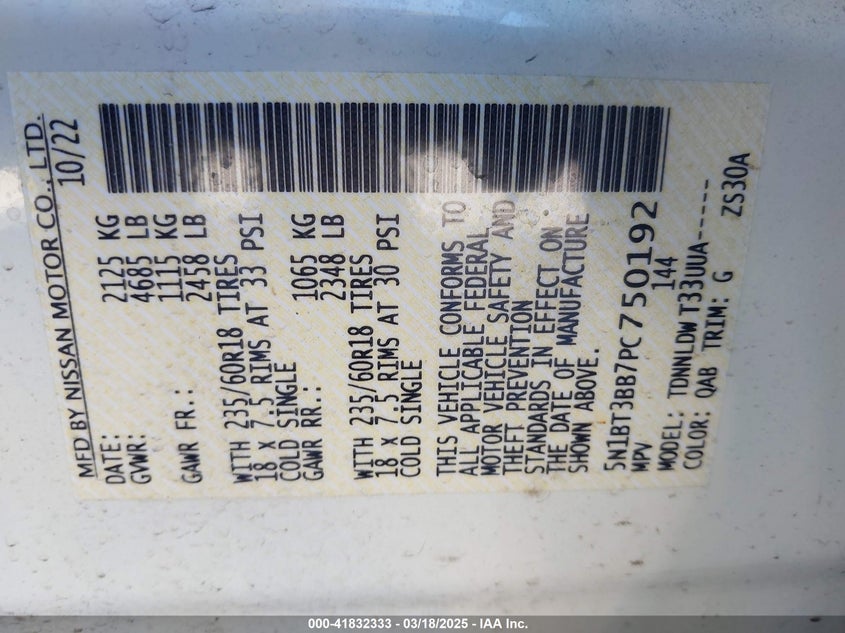 MFD BY NISSAN MOTOR CO., LTD.
DATE: 10/22
GVWR: 2125 KG
4685 LB
GAWR FR.: 1115 KG
2458 LB
WITH 235/60R18 TIRES
18 X 7.5 RIMS AT 33 PSI
COLD SINGLE
GAWR RR.: 1065 KG
2348 LB
WITH 235/60R18 TIRES
18 X 7.5 RIMS AT 30 PSI
COLD SINGLE
THIS VEHICLE CONFORMS TO
ALL APPLICABLE FEDERAL
MOTOR VEHICLE SAFETY AND
THEFT PREVENTION
STANDARDS IN EFFECT ON
THE DATE OF MANUFACTURE
SHOWN ABOVE.
5N1BT3BB7PC750192
MPV 144
MODEL: TDNNLDW T33UUA-----
COLOR: QAB TRIM: G ZS30A
000-41832333 - 03/18/2025 - IAA Inc.